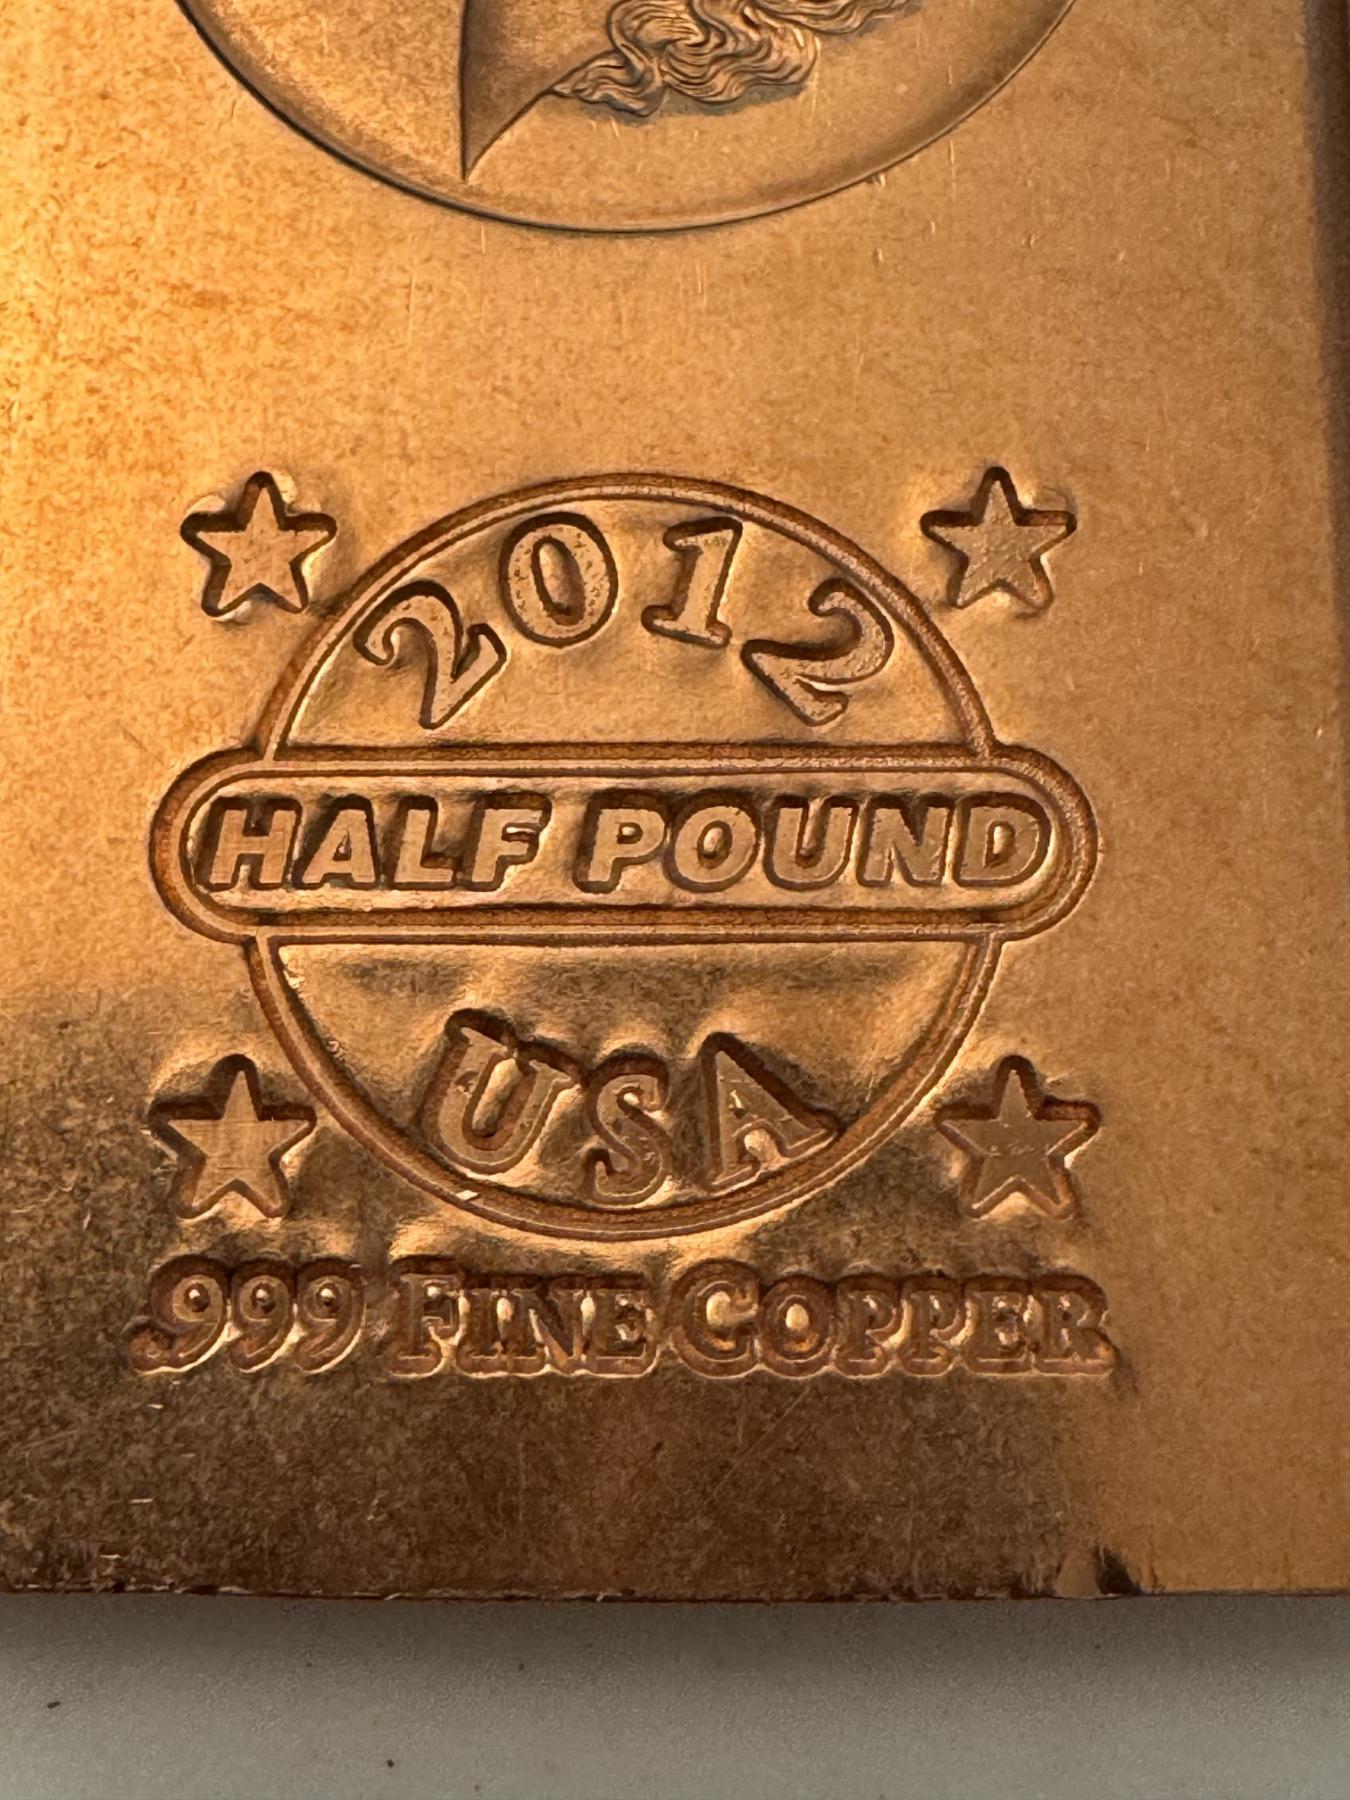 2012
HALF POUND
USA
.999 FINE COPPER